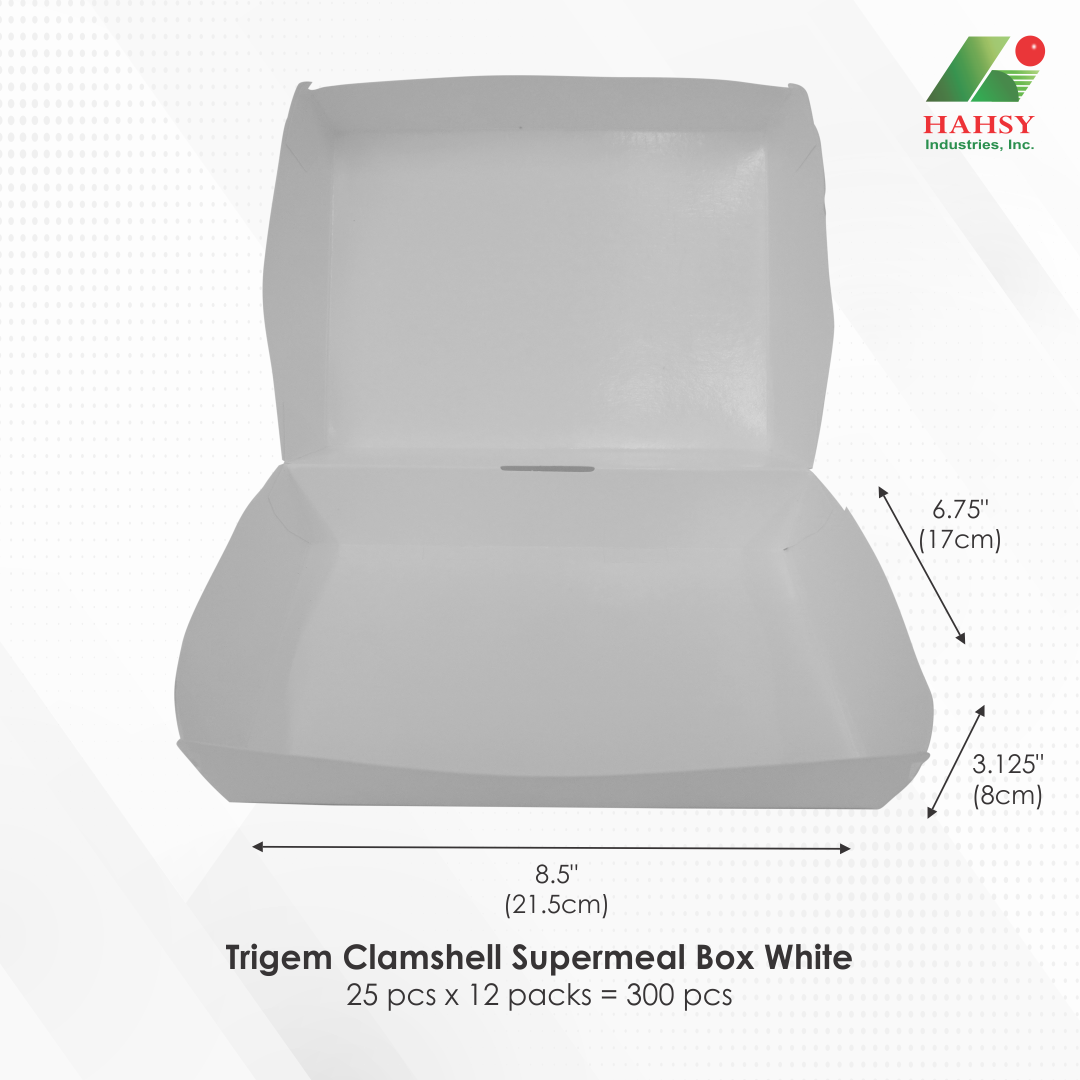 HAHSY
Industries, Inc.
6.75"
(17cm)
3.125"
(8cm)
8.5"
(21.5cm)
Trigem Clamshell Supermeal Box White
25 pcs x 12 packs = 300 pcs